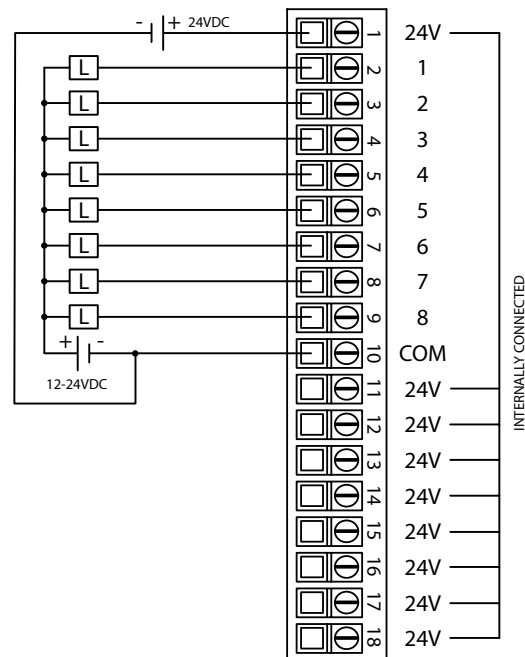 - + 24VDC 1 24V
L 2 1
L 3 2
L 4 3
L 5 4
L 6 5
L 7 6
L 8 7
L 9 8
+ - 10 COM
12-24VDC
11 24V
12 24V
13 24V
14 24V
15 24V
16 24V
17 24V
18 24V
INTERNALLY CONNECTED